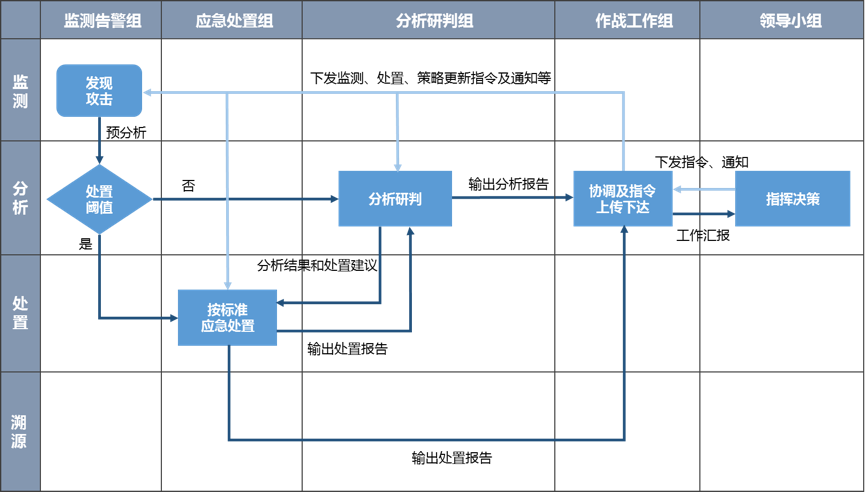 监测告警组
应急处置组
分析研判组
作战工作组
领导小组
监
测
发现
攻击
下发监测、处置、策略更新指令及通知等
预分析
分
析
处置
阈值
否
是
分析研判
输出分析报告
协调及指令
上传下达
下发指令、通知
工作汇报
指挥决策
处
置
分析结果和处置建议
按标准
应急处置
输出处置报告
溯
源
输出处置报告